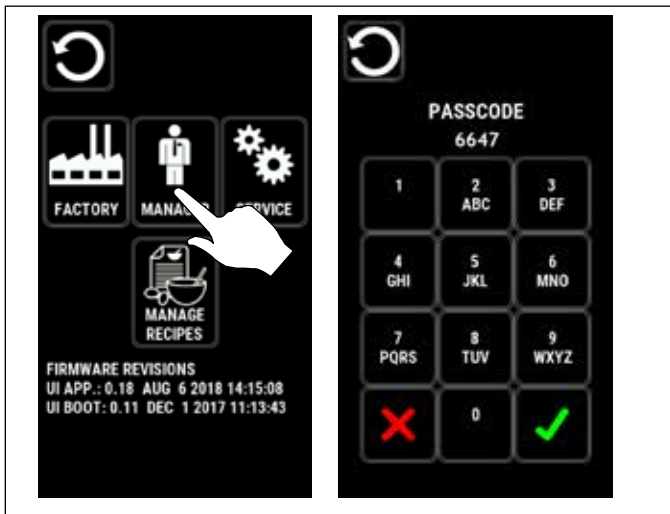 FACTORY
MANAGER
SERVICE
MANAGE
RECIPES
FIRMWARE REVISIONS
UI APP.: 0.18 AUG 6 2018 14:15:08
UI BOOT: 0.11 DEC 1 2017 11:13:43
PASSCODE
6647
1
2
ABC
3
DEF
4
GHI
5
JKL
6
MNO
7
PQRS
8
TUV
9
WXYZ
0